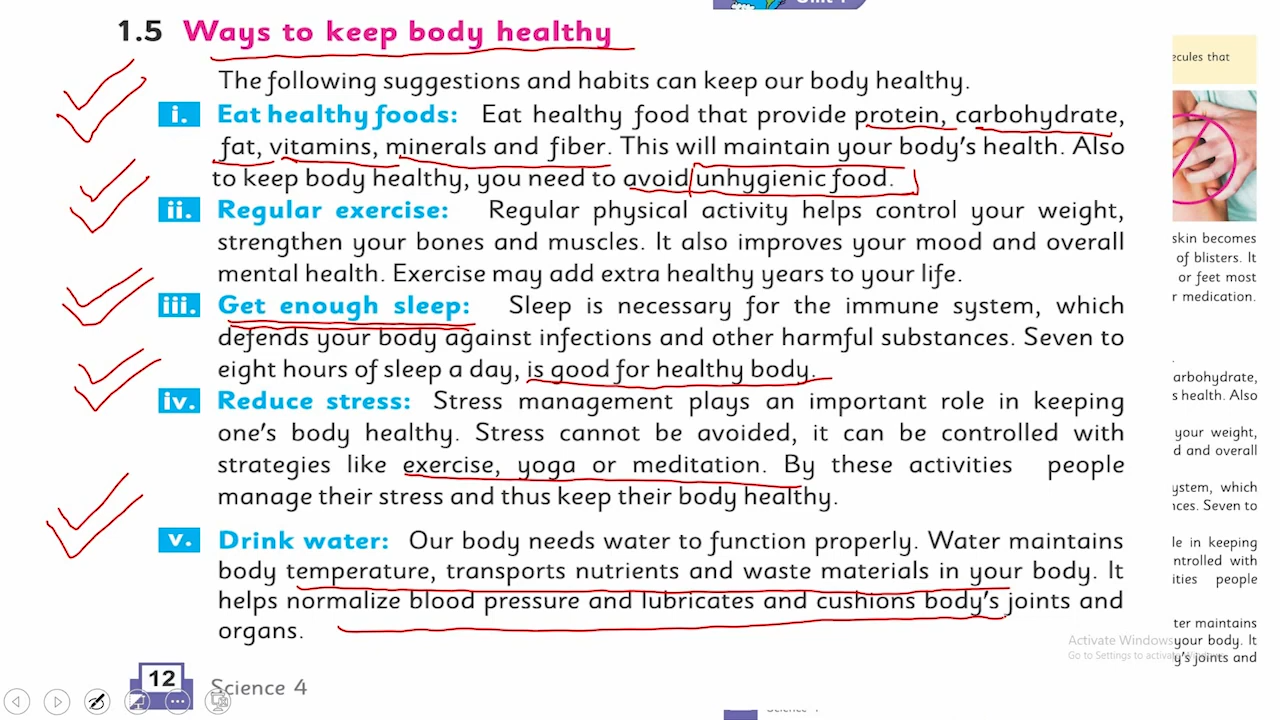 Unit 1
1.5 Ways to keep body healthy
The following suggestions and habits can keep our body healthy.
i. Eat healthy foods: Eat healthy food that provide protein, carbohydrate,
fat, vitamins, minerals and fiber. This will maintain your body's health. Also
to keep body healthy, you need to avoid unhygienic food.
ii. Regular exercise: Regular physical activity helps control your weight,
strengthen your bones and muscles. It also improves your mood and overall
mental health. Exercise may add extra healthy years to your life.
iii. Get enough sleep: Sleep is necessary for the immune system, which
defends your body against infections and other harmful substances. Seven to
eight hours of sleep a day, is good for healthy body.
iv. Reduce stress: Stress management plays an important role in keeping
one's body healthy. Stress cannot be avoided, it can be controlled with
strategies like exercise, yoga or meditation. By these activities people
manage their stress and thus keep their body healthy.
v. Drink water: Our body needs water to function properly. Water maintains
body temperature, transports nutrients and waste materials in your body. It
helps normalize blood pressure and lubricates and cushions body's joints and
organs.
12
Science 4
ecules that
skin becomes
of blisters. It
or feet most
r medication.
arbohydrate,
s health. Also
your weight,
d and overall
ystem, which
nces. Seven to
le in keeping
ntrolled with
ities people
ter maintains
your body. It
y's joints and
Activate Windows
Go to Settings to activate Windows.